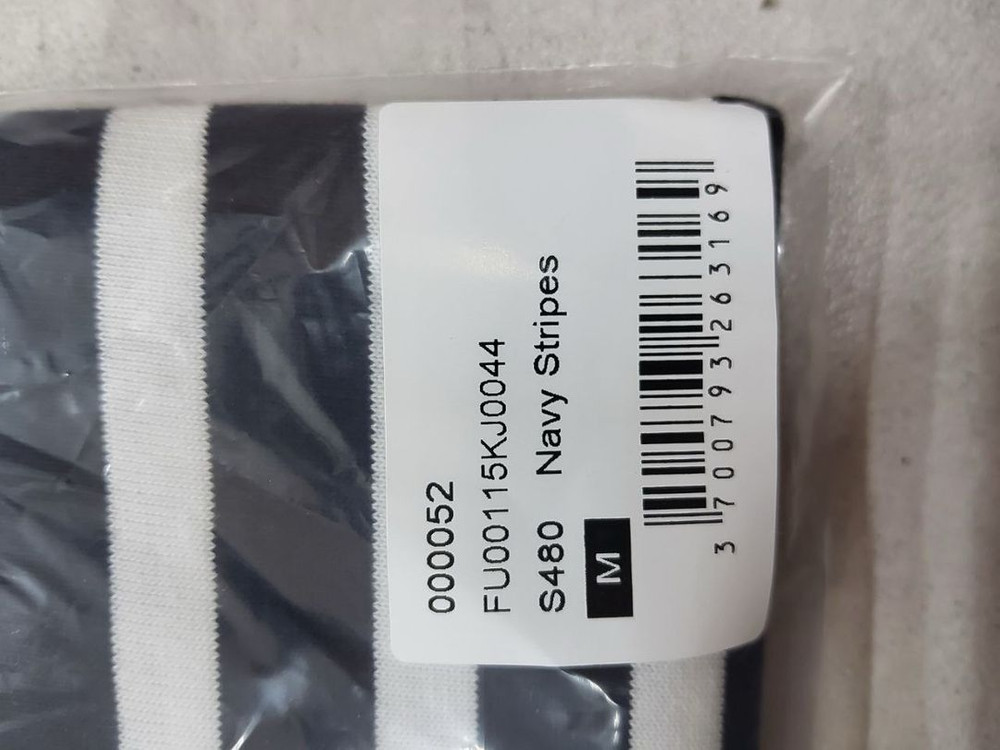 000052
FU00115KJ0044
S480 Navy Stripes
M
3 700793 263169